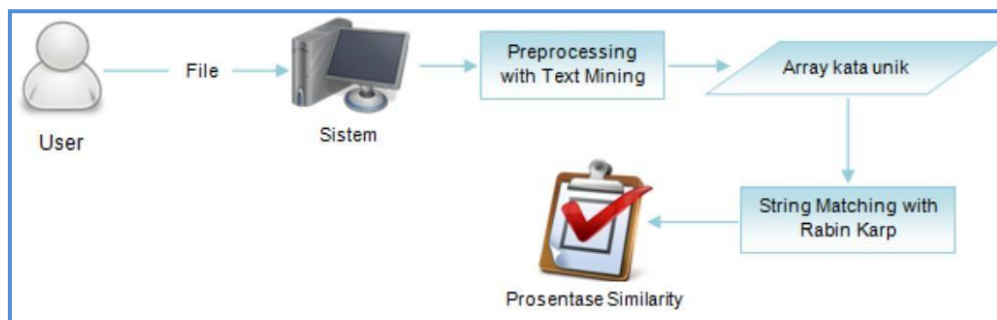 User
File
Sistem
Preprocessing
with Text Mining
Array kata unik
String Matching with
Rabin Karp
Prosentase Similarity